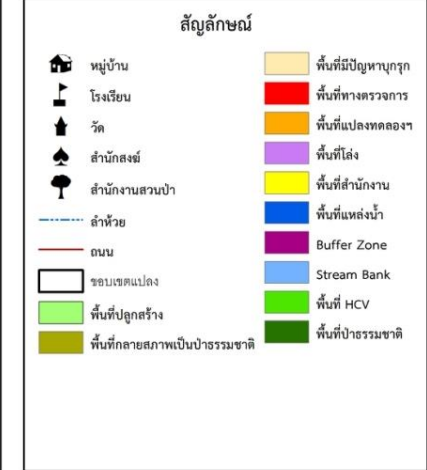 สัญลักษณ์
หมู่บ้าน
โรงเรียน
วัด
สำนักสงฆ์
สำนักงานสวนป่า
ลำห้วย
ถนน
ขอบเขตแปลง
พื้นที่ปลูกสร้าง
พื้นที่กลายสภาพเป็นป่าธรรมชาติ
พื้นที่มีปัญหาบุกรุก
พื้นที่ทางตรวจการ
พื้นที่แปลงทดลองฯ
พื้นที่โล่ง
พื้นที่สำนักงาน
พื้นที่แหล่งน้ำ
Buffer Zone
Stream Bank
พื้นที่ HCV
พื้นที่ป่าธรรมชาติ